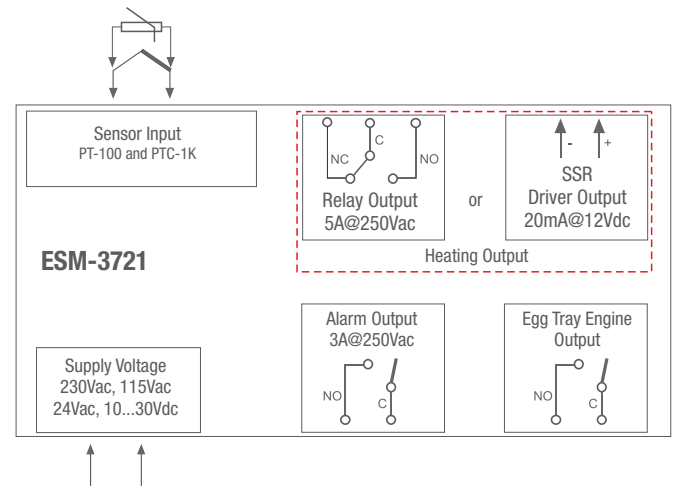 Sensor Input
PT-100 and PTC-1K
NC
C
NO
Relay Output
5A@250Vac
or
- +
SSR
Driver Output
20mA@12Vdc
Heating Output
ESM-3721
Supply Voltage
230Vac, 115Vac
24Vac, 10...30Vdc
Alarm Output
3A@250Vac
NO
C
Egg Tray Engine
Output
NO
C